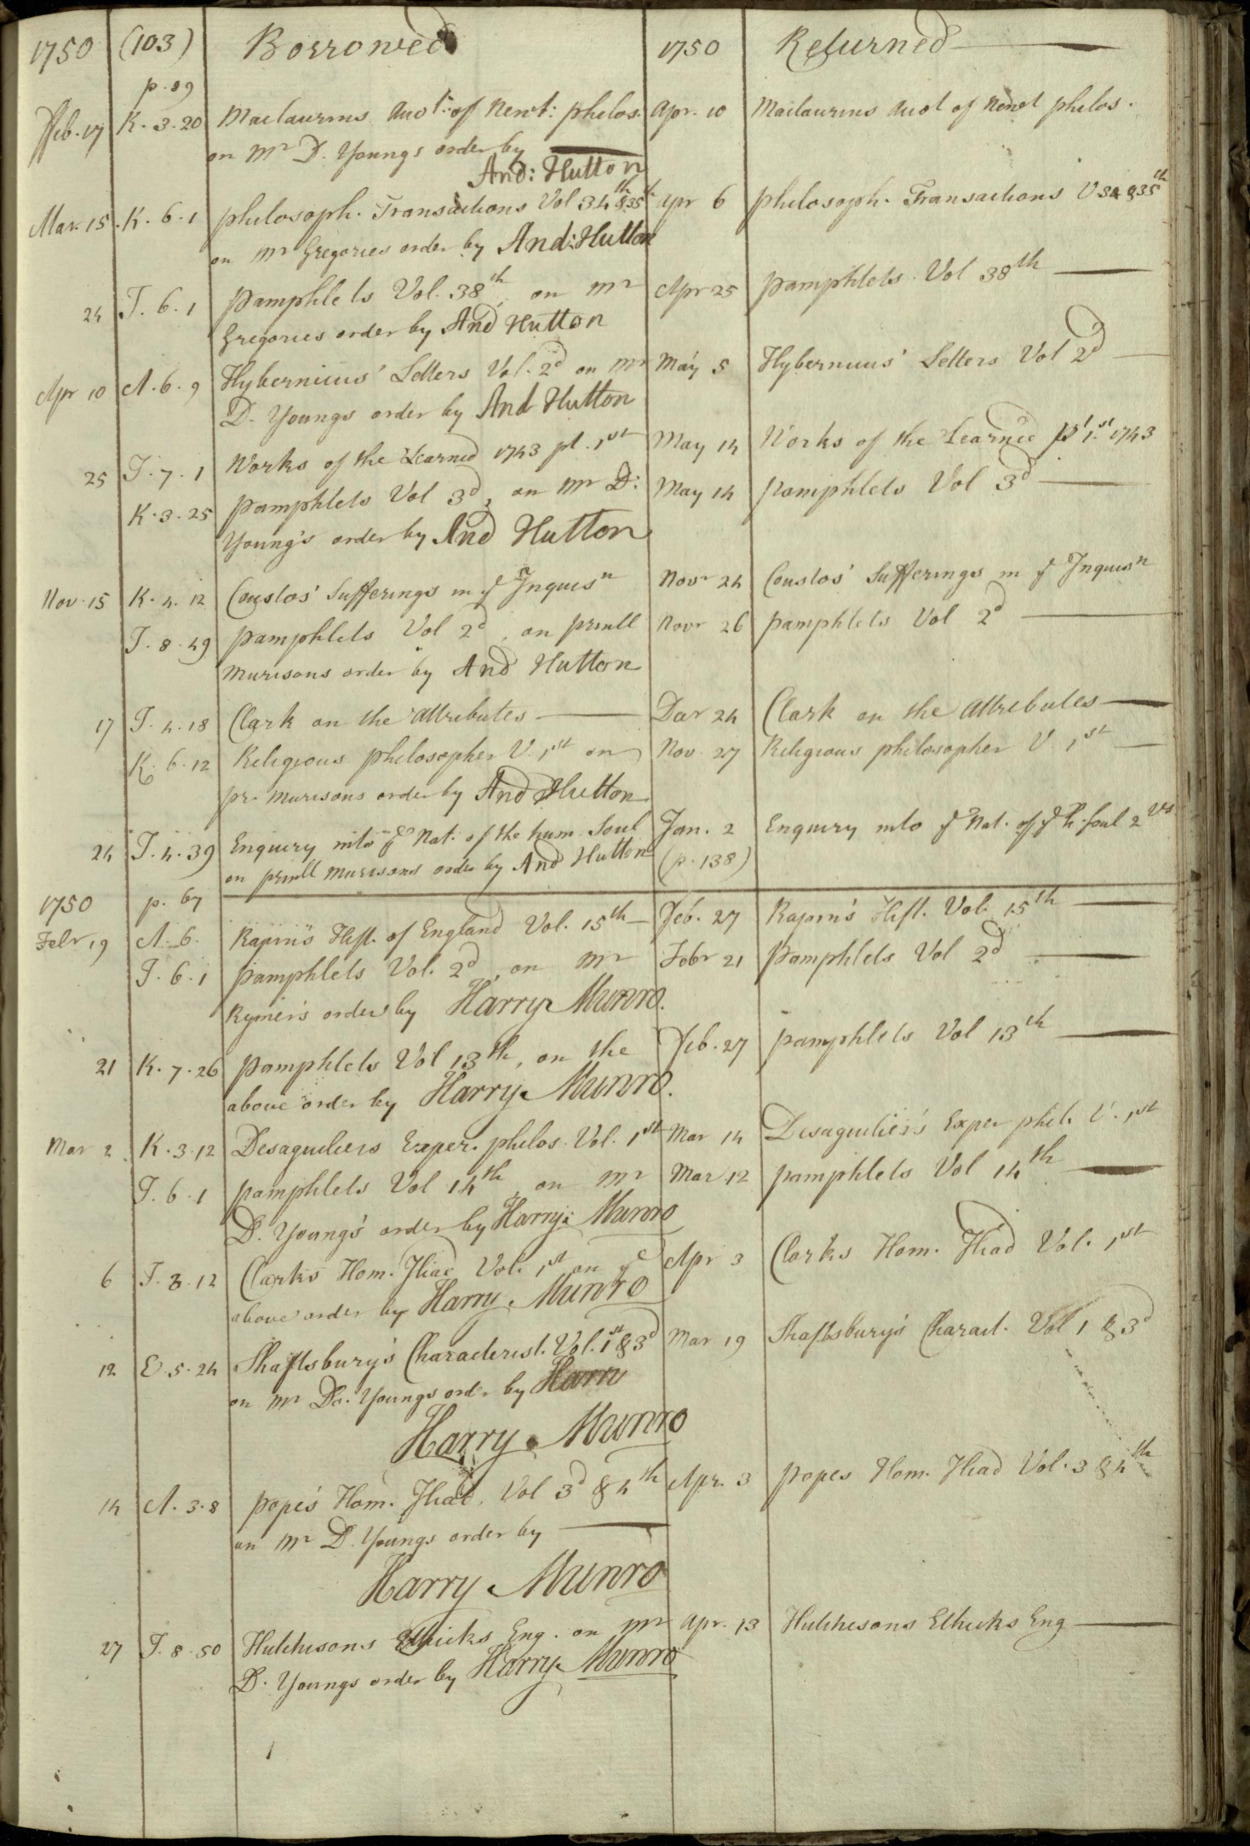 1750 (103) Borrowed 1750 Returned
p. 89
Feb. 17 K. 3. 20 Maclaurins Acct: of Newt: philos. Apr. 10 Maclaurins Acct of Newt philos.
on Mr D. Youngs order by
And: Hutton
Mar. 15 K. 6. 1 philosoph. Transactions Vol 34th & 35th Apr 6 philosoph. Transactions V 34 & 35th
on Mr Gregories order by And: Hutton
24 T. 6. 1 pamphlets Vol. 38th, on Mr Apr 25 pamphlets Vol 38th
Gregories order by And Hutton
Apr 10 A. 6. 9 Hybernicus' Letters Vol. 2d on Mr May 5 Hybernicus' Letters Vol 2d
D. Youngs order by And Hutton
25 T. 7. 1 Works of the Learned 1743 pt. 1st May 14 Works of the Learned pt 1st 1743
K. 3. 25 pamphlets Vol 3d, on Mr D: May 14 pamphlets Vol 3d
Young's order by And Hutton
Nov. 15 K. 4. 12 Coustos' Sufferings in ye Inquisn Novr 24 Coustos' Sufferings in ye Inquisn
T. 8. 49 pamphlets Vol 2d, on prinll Novr 26 pamphlets Vol 2d
Murisons order by And Hutton
17 T. 4. 18 Clark on the Attributes Dar 24 Clark on the Attributes
K. 6. 12 Religious philosopher V. 1st on Nov. 27 Religious philosopher V. 1st
pr. Murisons order by And Hutton
24 T. 4. 39 Enquiry into ye Nat. of the hum. Soul Jan. 2 Enquiry into ye Nat. of ye h. soul 2 Vs
on prinll Murisons order by And Hutton (p. 138)
1750 p. 67
Febr 19 A. 6. Rapin's Hist. of England Vol. 15th Feb. 27 Rapin's Hist. Vol. 15th
T. 6. 1 pamphlets Vol. 2d, on Mr Febr 21 pamphlets Vol 2d
Rymer's order by Harry Munro.
21 K. 7. 26 pamphlets Vol 13th, on the Feb. 27 pamphlets Vol 13th
above order by Harry Munro.
Mar 2 K. 3. 12 Desaguliers Exper. philos. Vol. 1st Mar 14 Desagulier's Exper phil. V. 1st
T. 6. 1 pamphlets Vol 14th, on Mr Mar 12 pamphlets Vol 14th
D. Young's order by Harry Munro
6 T. 3. 12 Clarks Hom. Iliad Vol. 1st on ye Apr 3 Clarks Hom. Iliad Vol. 1st
above order by Harry Munro
12 E. 5. 24 Shaftsbury's Characterist. Vol. 1st & 3d Mar 19 Shaftsbury's Charact. Vol 1 & 3d
on Mr Da. Youngs ord. by Harry
Harry Munro
14 A. 3. 8 pope's Hom. Iliad, Vol 3d & 4th Apr. 3 popes Hom. Iliad Vol. 3 & 4th
on Mr D. Youngs order by
Harry Munro
27 T. 8. 50 Hutchesons Ethicks Eng. on Mr Apr. 13 Hutchesons Ethicks Eng
D. Youngs order by Harry Munro